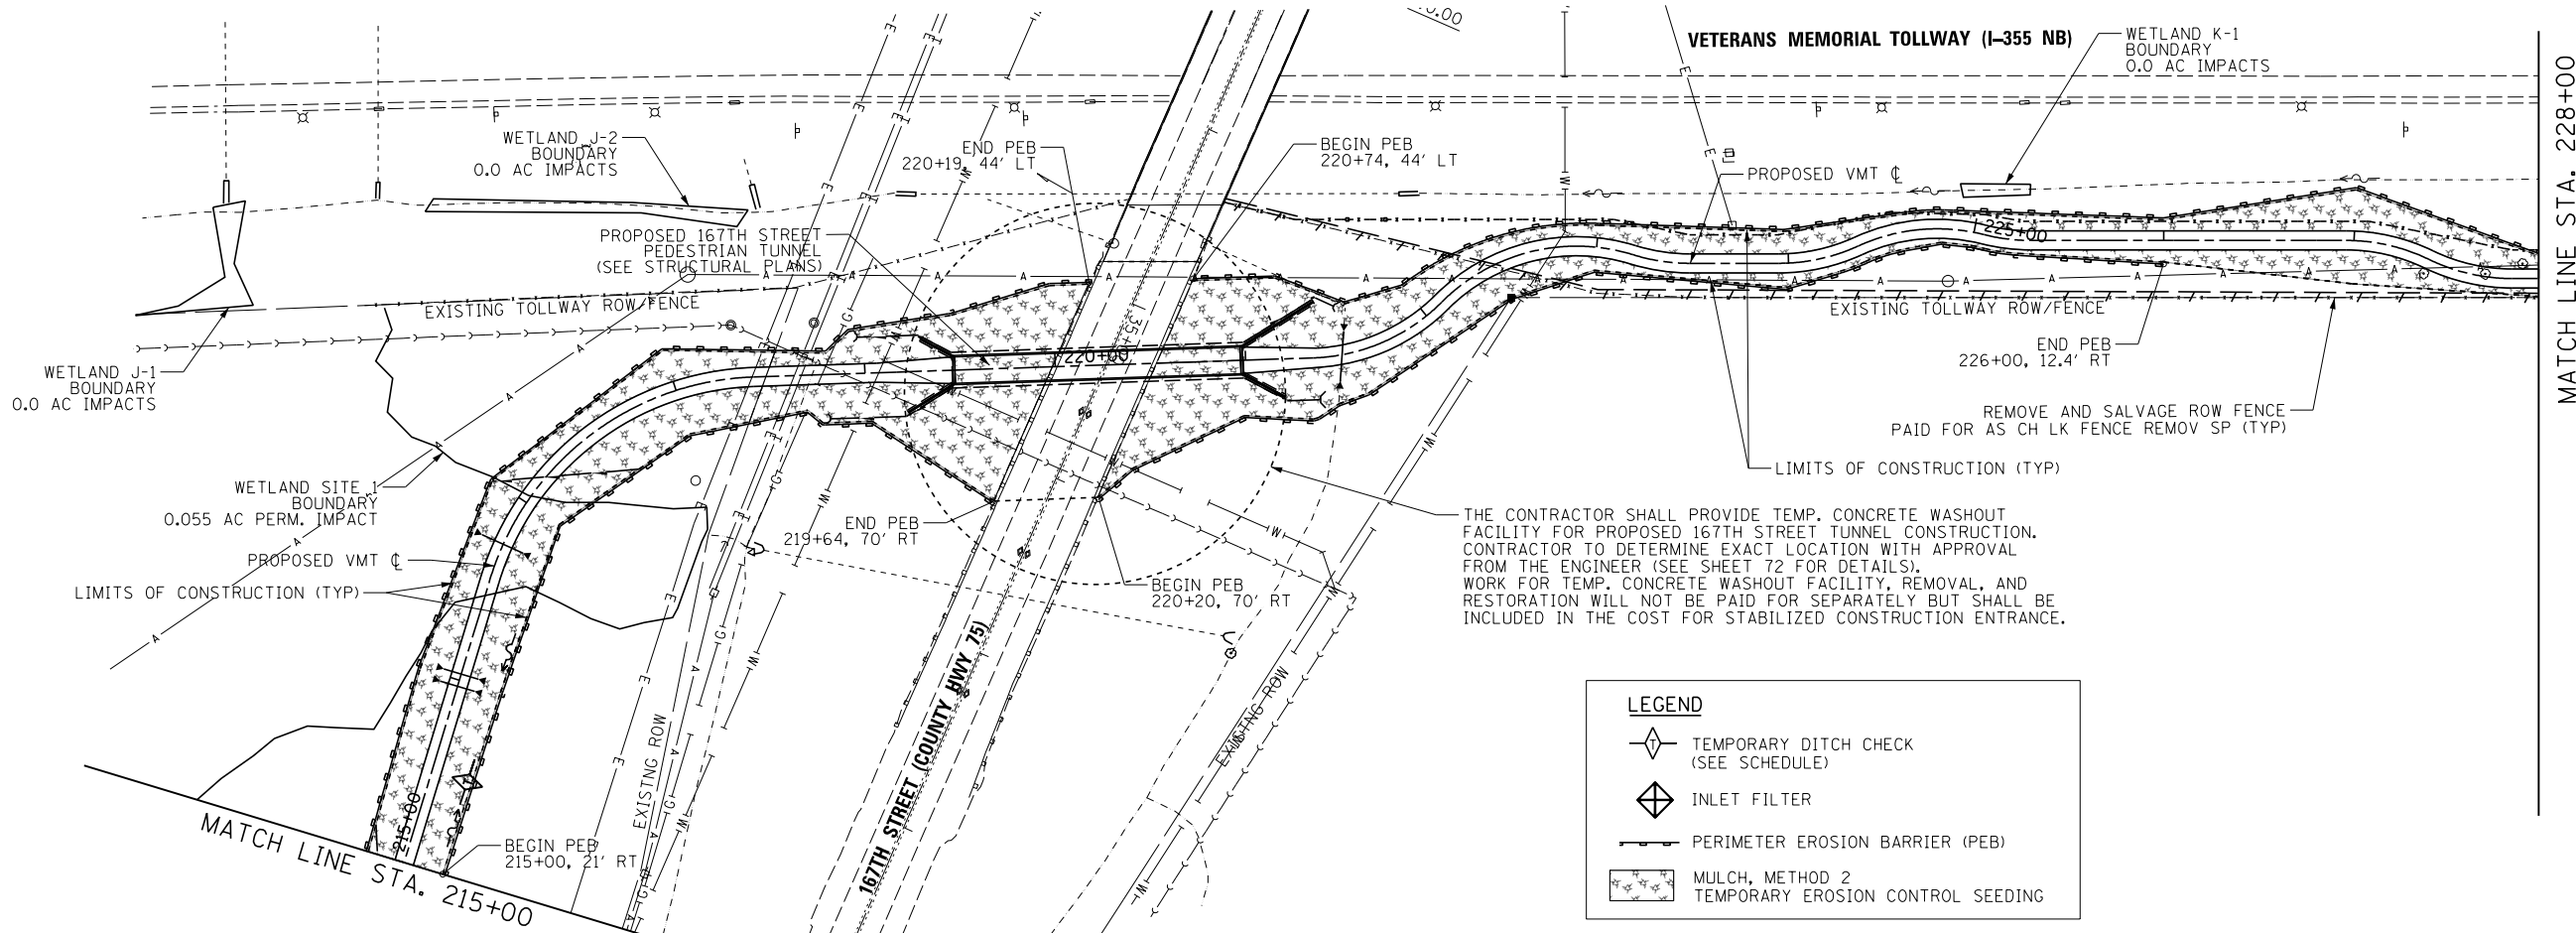 VETERANS MEMORIAL TOLLWAY (I-355 NB)
WETLAND K-1
BOUNDARY
0.0 AC IMPACTS
MATCH LINE STA. 228+00
WETLAND J-2
BOUNDARY
0.0 AC IMPACTS
END PEB
220+19, 44' LT
BEGIN PEB
220+74, 44' LT
PROPOSED VMT ℄
PROPOSED 167TH STREET
PEDESTRIAN TUNNEL
(SEE STRUCTURAL PLANS)
225+00
EXISTING TOLLWAY ROW/FENCE
EXISTING TOLLWAY ROW/FENCE
220+00
END PEB
226+00, 12.4' RT
WETLAND J-1
BOUNDARY
0.0 AC IMPACTS
REMOVE AND SALVAGE ROW FENCE
PAID FOR AS CH LK FENCE REMOV SP (TYP)
LIMITS OF CONSTRUCTION (TYP)
WETLAND SITE 1
BOUNDARY
0.055 AC PERM. IMPACT
END PEB
219+64, 70' RT
THE CONTRACTOR SHALL PROVIDE TEMP. CONCRETE WASHOUT
FACILITY FOR PROPOSED 167TH STREET TUNNEL CONSTRUCTION.
CONTRACTOR TO DETERMINE EXACT LOCATION WITH APPROVAL
FROM THE ENGINEER (SEE SHEET 72 FOR DETAILS).
WORK FOR TEMP. CONCRETE WASHOUT FACILITY, REMOVAL, AND
RESTORATION WILL NOT BE PAID FOR SEPARATELY BUT SHALL BE
INCLUDED IN THE COST FOR STABILIZED CONSTRUCTION ENTRANCE.
PROPOSED VMT ℄
LIMITS OF CONSTRUCTION (TYP)
BEGIN PEB
220+20, 70' RT
167TH STREET (COUNTY HWY 75)
EXISTING ROW
EXISTING ROW
215+00
BEGIN PEB
215+00, 21' RT
MATCH LINE STA. 215+00
LEGEND
T
TEMPORARY DITCH CHECK
(SEE SCHEDULE)
INLET FILTER
PERIMETER EROSION BARRIER (PEB)
MULCH, METHOD 2
TEMPORARY EROSION CONTROL SEEDING